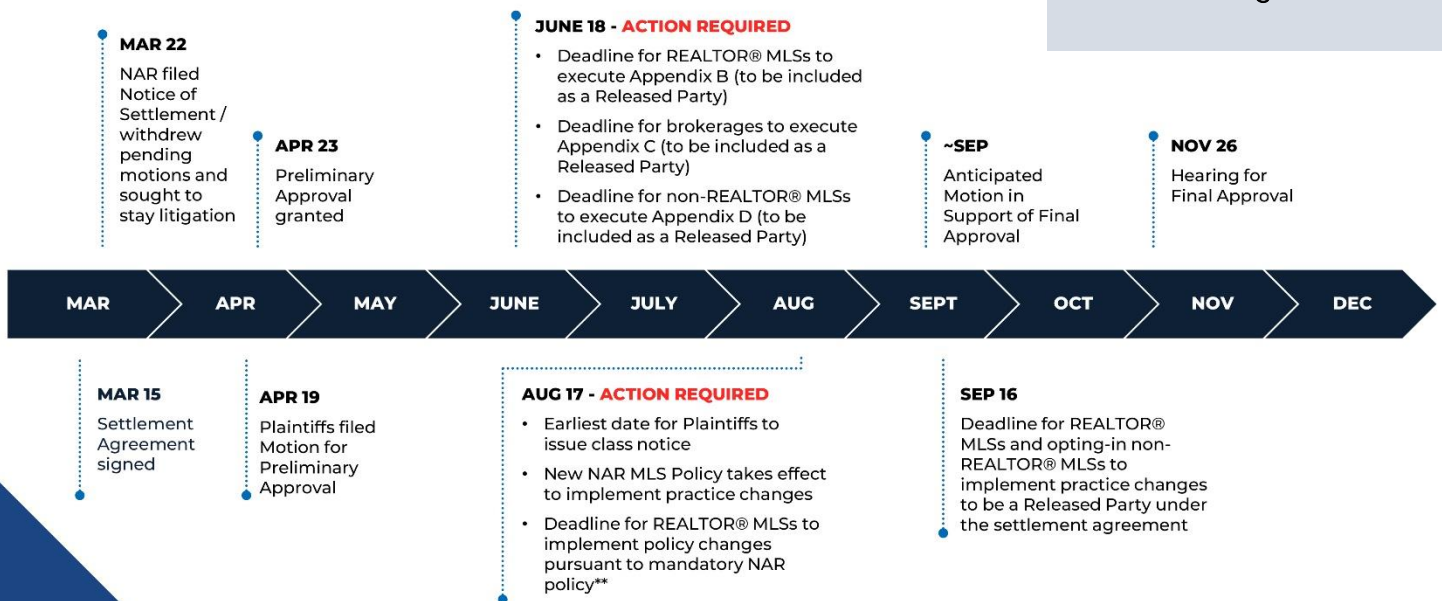 MAR 22
NAR filed
Notice of
Settlement /
withdrew
pending
motions and
sought to
stay litigation
APR 23
Preliminary
Approval
granted
JUNE 18 - ACTION REQUIRED
• Deadline for REALTOR® MLSs to
execute Appendix B (to be included
as a Released Party)
• Deadline for brokerages to execute
Appendix C (to be included as a
Released Party)
• Deadline for non-REALTOR® MLSs
to execute Appendix D (to be
included as a Released Party)
~SEP
Anticipated
Motion in
Support of Final
Approval
NOV 26
Hearing for
Final Approval
MAR APR MAY JUNE JULY AUG SEPT OCT NOV DEC
MAR 15
Settlement
Agreement
signed
APR 19
Plaintiffs filed
Motion for
Preliminary
Approval
AUG 17 - ACTION REQUIRED
• Earliest date for Plaintiffs to
issue class notice
• New NAR MLS Policy takes effect
to implement practice changes
• Deadline for REALTOR® MLSs to
implement policy changes
pursuant to mandatory NAR
policy**
SEP 16
Deadline for REALTOR®
MLSs and opting-in non-
REALTOR® MLSs to
implement practice changes
to be a Released Party under
the settlement agreement